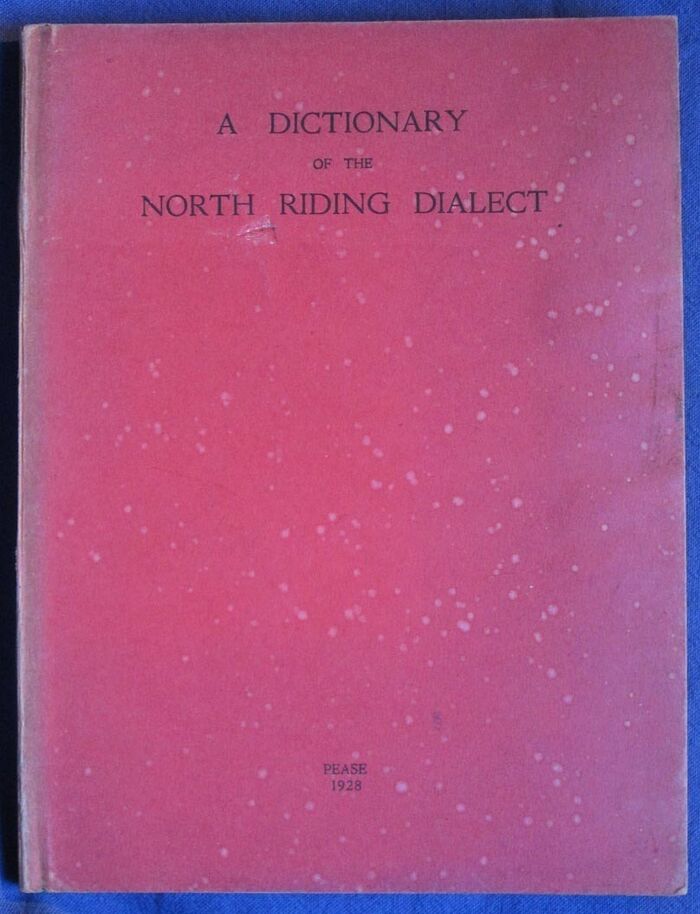 A DICTIONARY
OF THE
NORTH RIDING DIALECT
PEASE
1928